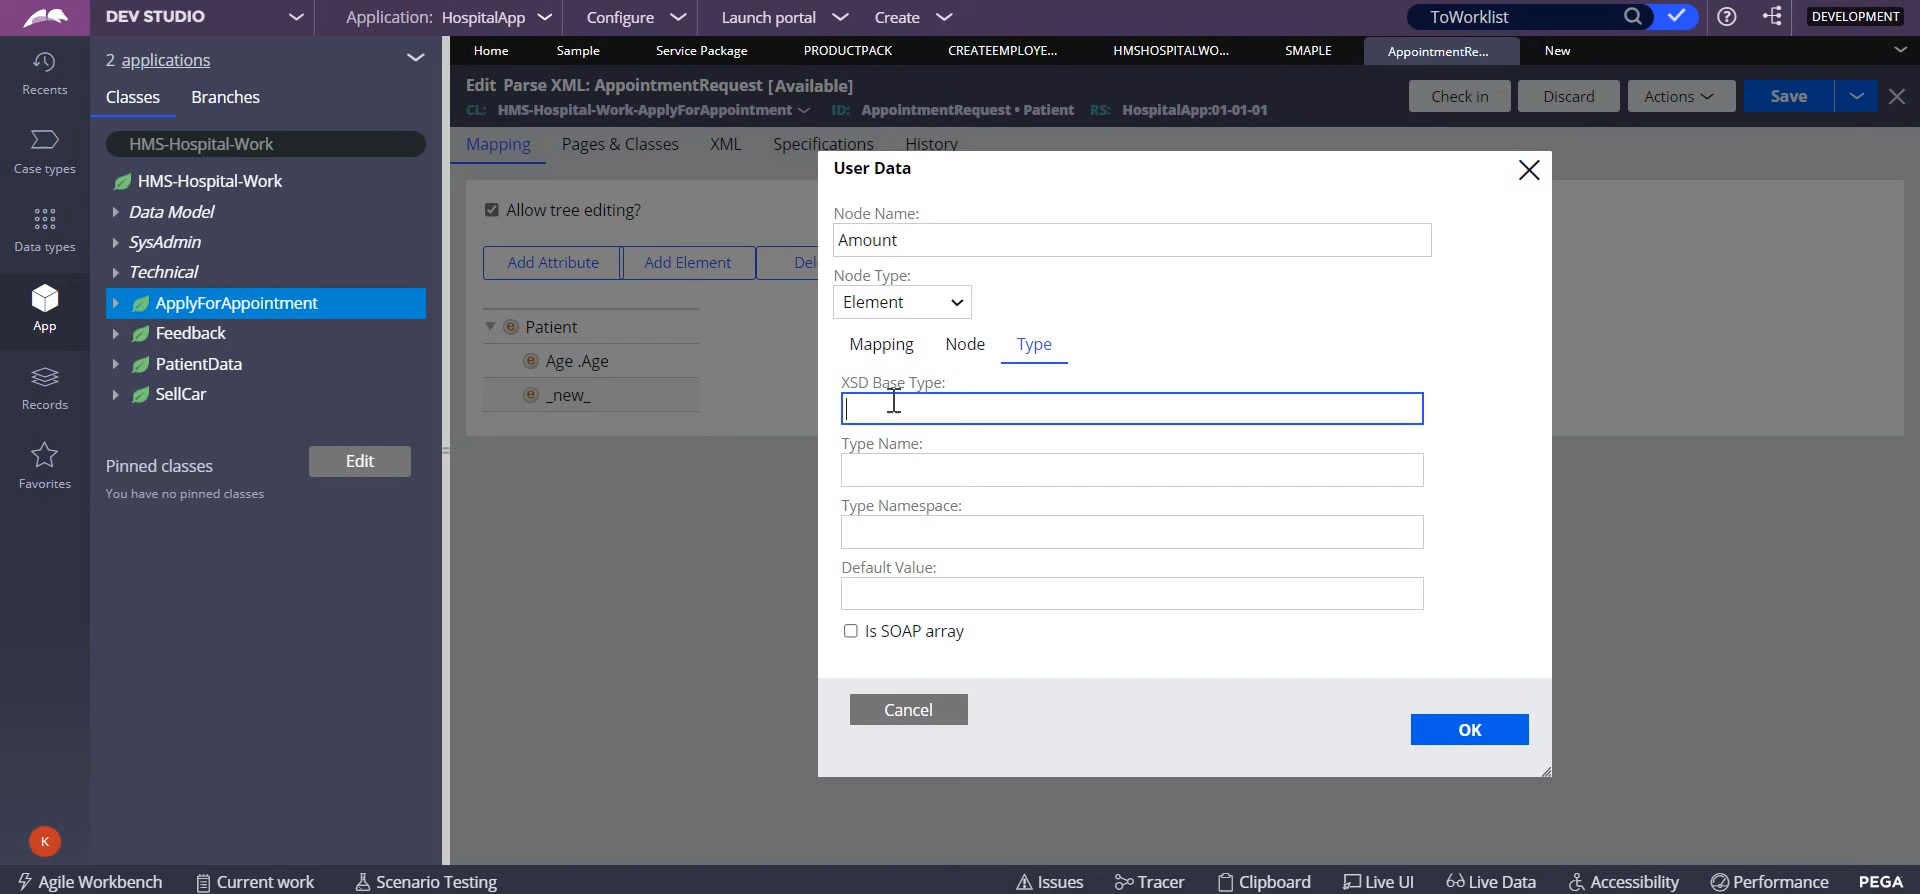 DEV STUDIO
Application: HospitalApp
Configure
Launch portal
Create
ToWorklist
DEVELOPMENT
Recents
Case types
Data types
App
Records
Favorites
K
2 applications
Classes
Branches
HMS-Hospital-Work
HMS-Hospital-Work
Data Model
SysAdmin
Technical
ApplyForAppointment
Feedback
PatientData
SellCar
Pinned classes
Edit
You have no pinned classes
Home
Sample
Service Package
PRODUCTPACK
CREATEEMPLOYE...
HMSHOSPITALWO...
SMAPLE
AppointmentRe...
New
Edit Parse XML: AppointmentRequest [Available]
CL: HMS-Hospital-Work-ApplyForAppointment ID: AppointmentRequest • Patient RS: HospitalApp:01-01-01
Check in
Discard
Actions
Save
Mapping
Pages & Classes
XML
Specifications
History
Allow tree editing?
Add Attribute
Add Element
Del
Patient
Age .Age
_new_
User Data
Node Name:
Amount
Node Type:
Element
Mapping
Node
Type
XSD Base Type:
Type Name:
Type Namespace:
Default Value:
Is SOAP array
Cancel
OK
Agile Workbench
Current work
Scenario Testing
Issues
Tracer
Clipboard
Live UI
Live Data
Accessibility
Performance
PEGA